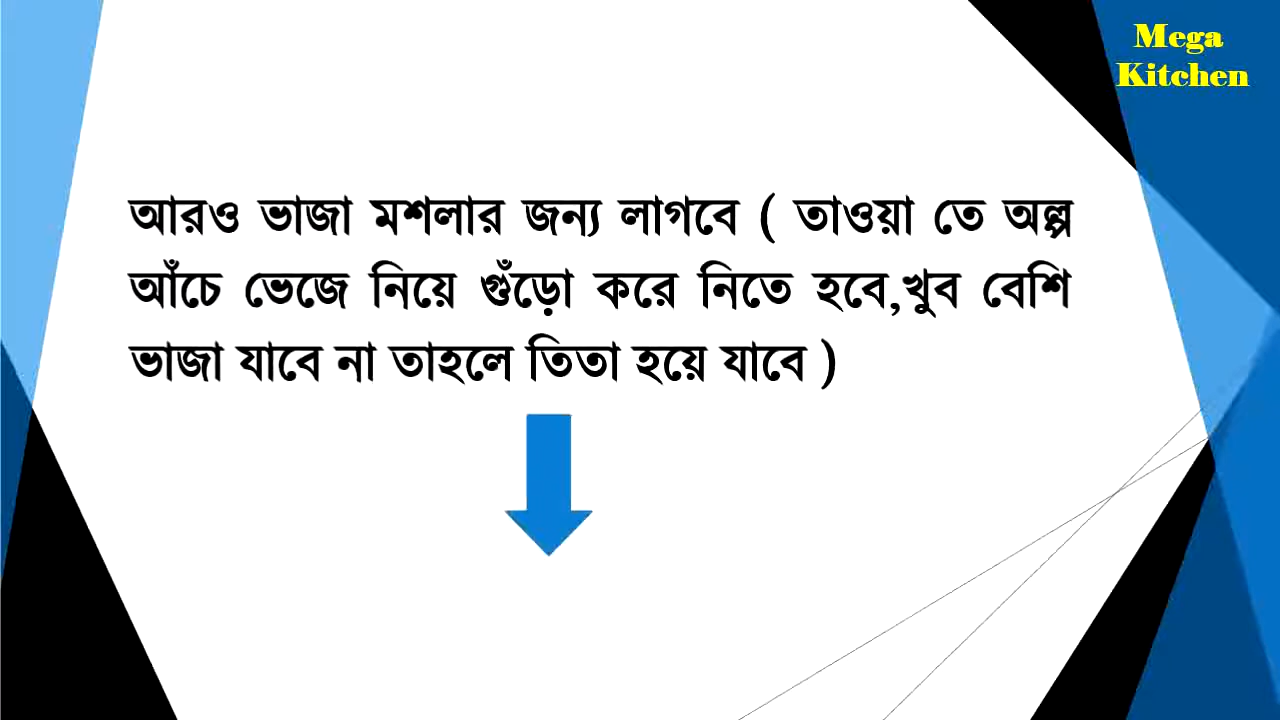 Mega
Kitchen
আরও ভাজা মশলার জন্য লাগবে ( তাওয়া তে অল্প
আঁচে ভেজে নিয়ে গুঁড়ো করে নিতে হবে,খুব বেশি
ভাজা যাবে না তাহলে তিতা হয়ে যাবে )